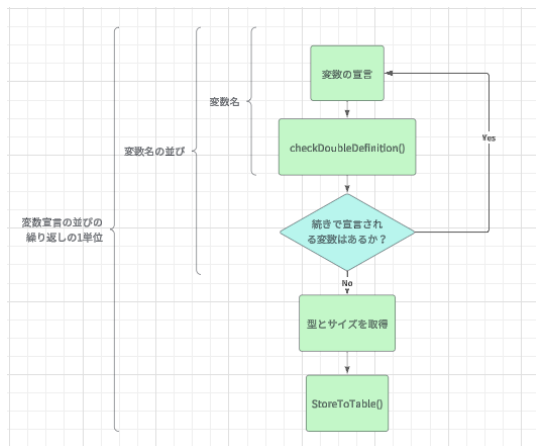 変数の宣言
変数名
checkDoubleDefinition()
Yes
変数名の並び
変数宣言の並びの
繰り返しの1単位
続きで宣言され
る変数はあるか？
No
型とサイズを取得
StoreToTable()